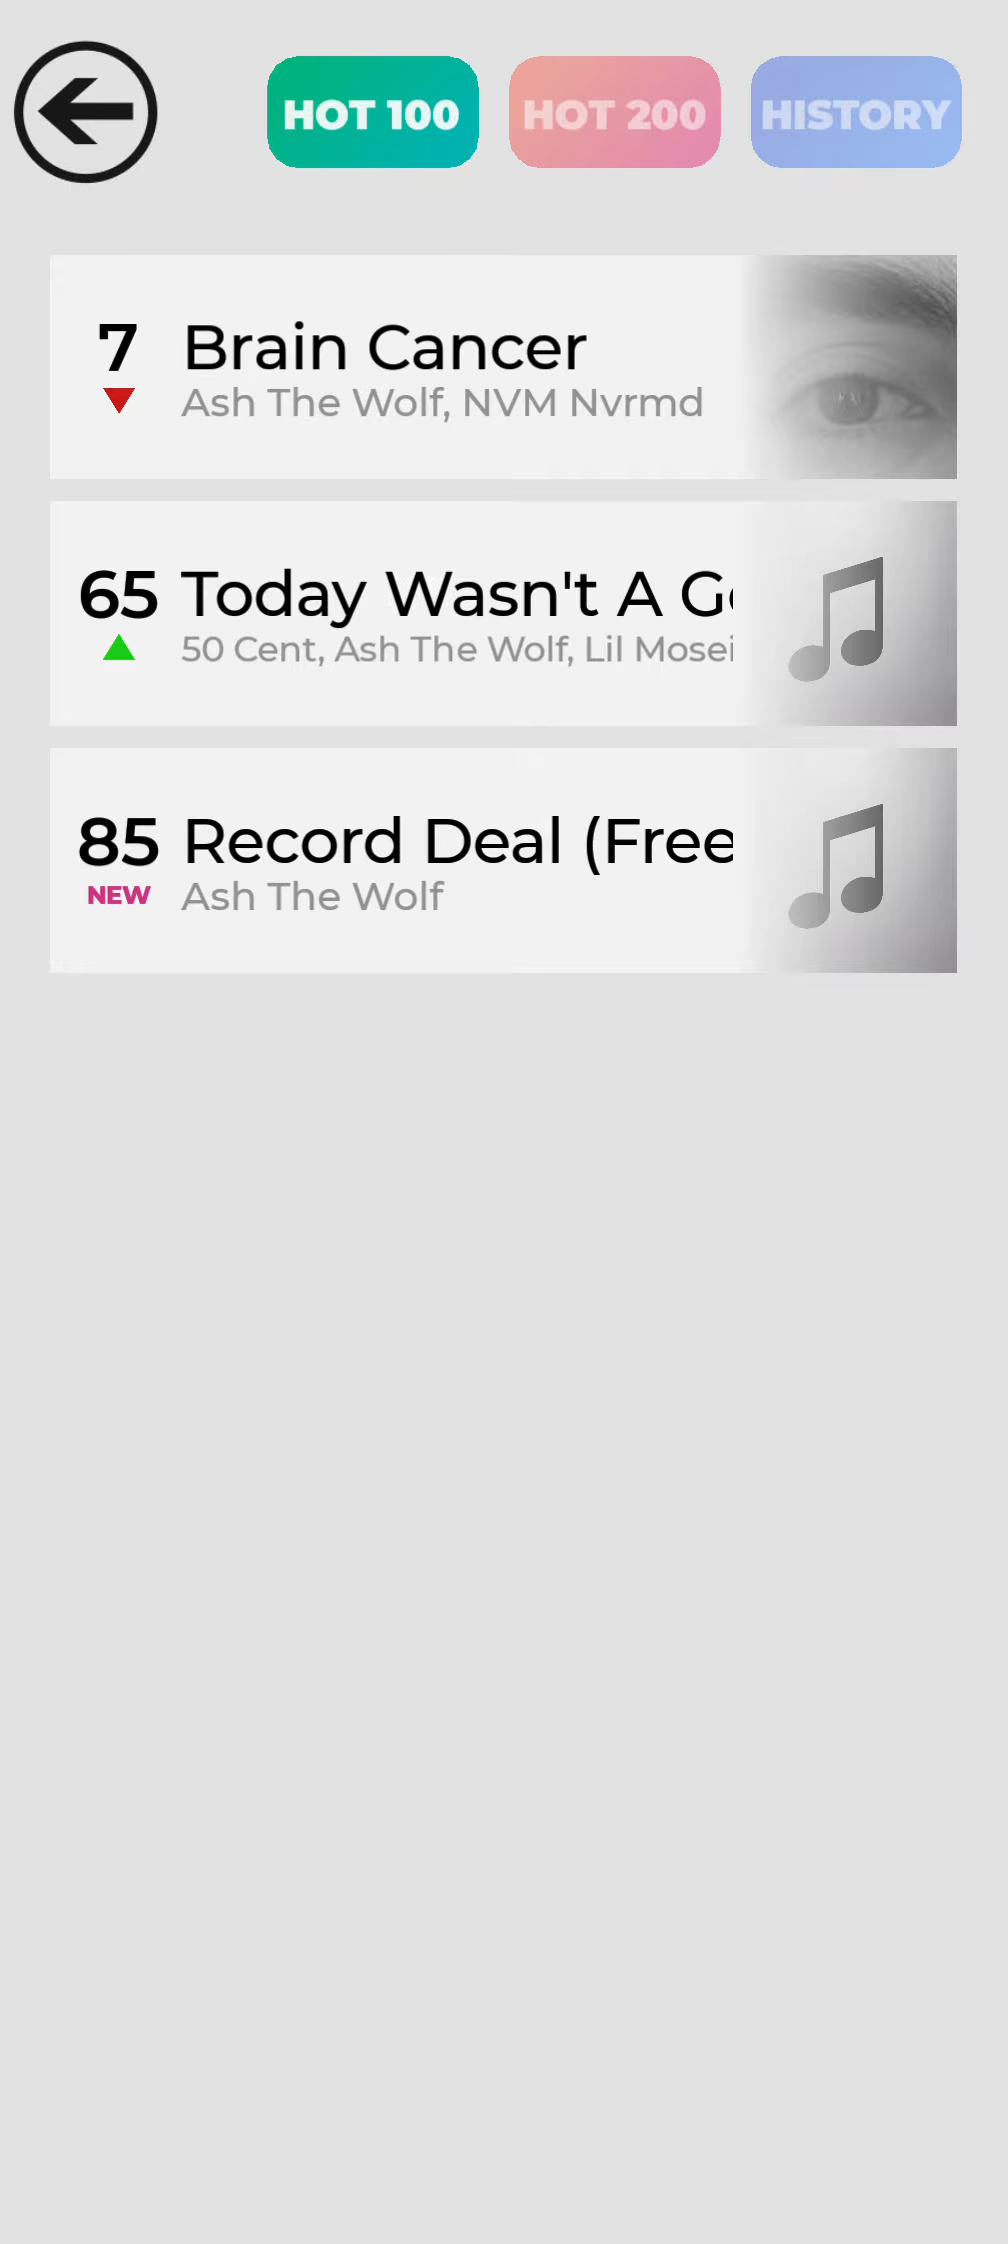 HOT 100
HOT 200
HISTORY
7
Brain Cancer
Ash The Wolf, NVM Nvrmd
65
Today Wasn't A
50 Cent, Ash The Wolf, Lil
85
NEW
Record Deal (Free
Ash The Wolf